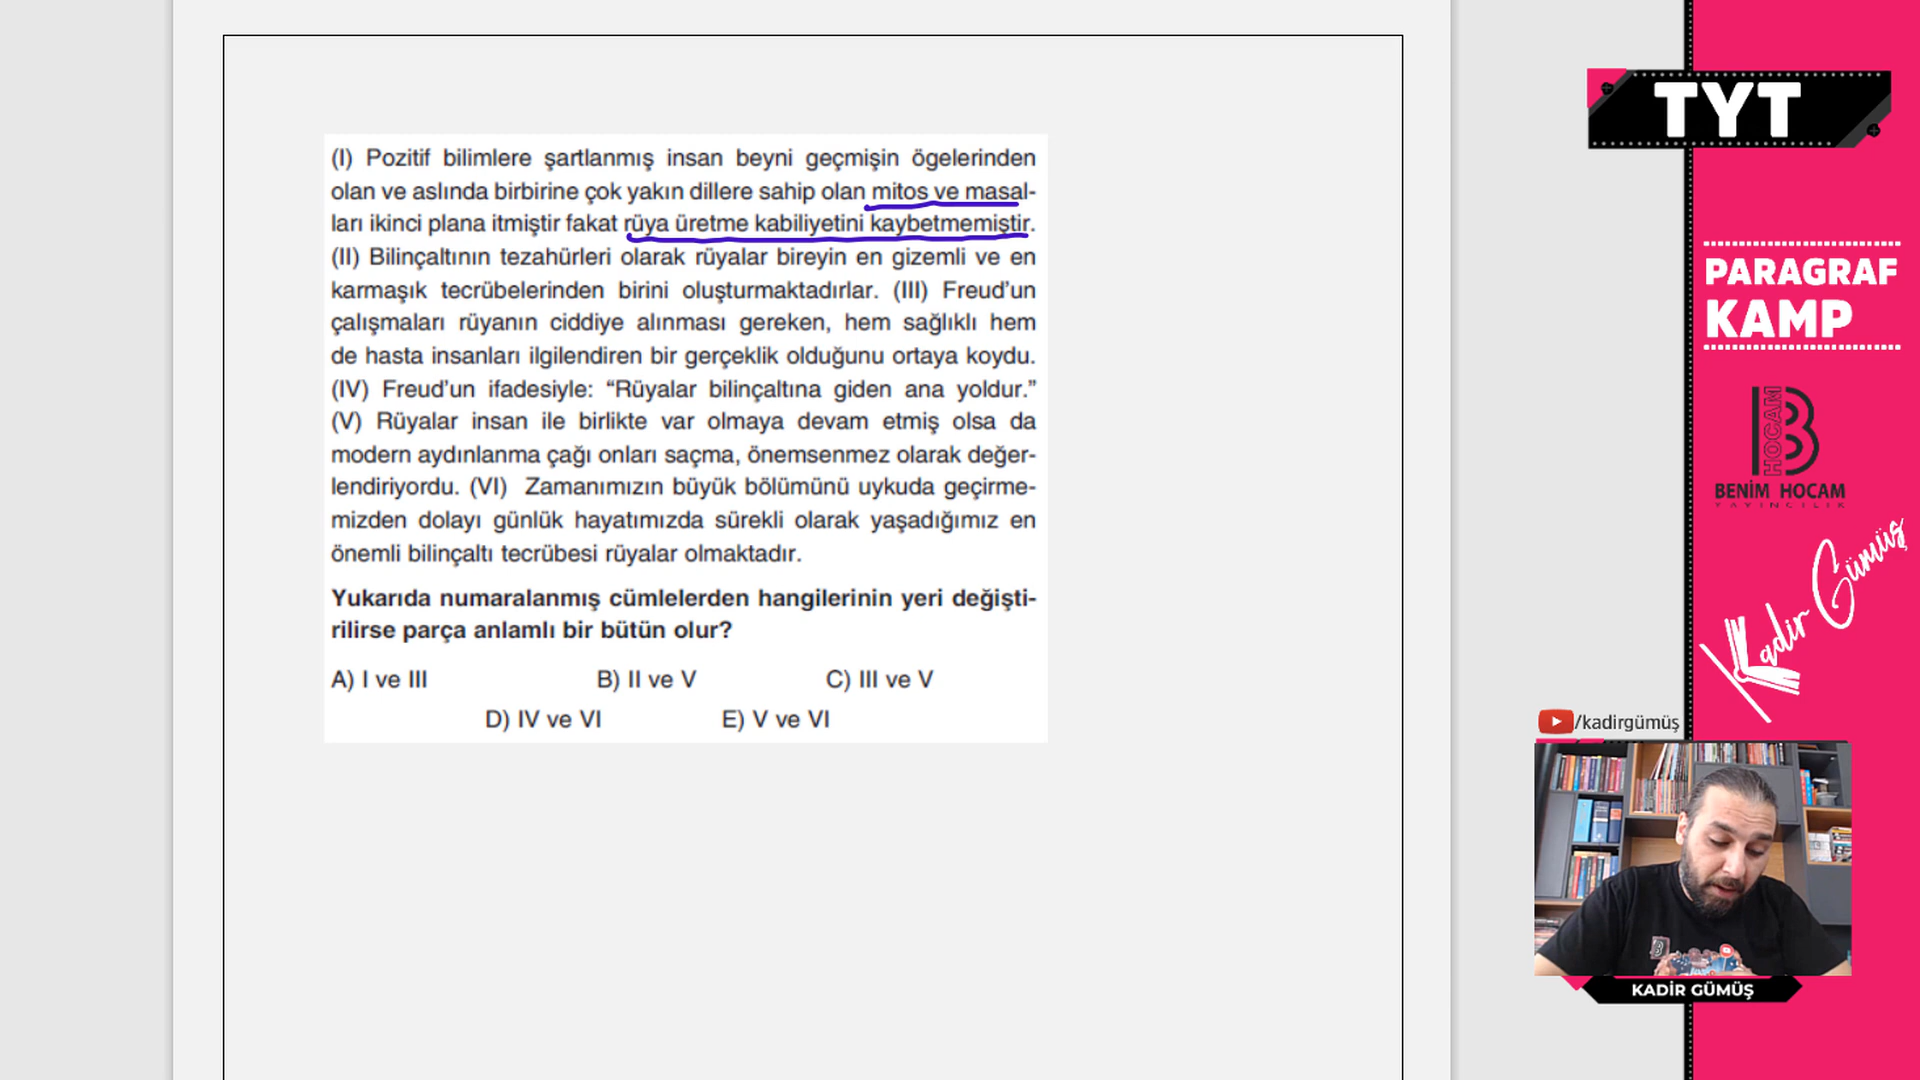 (I) Pozitif bilimlere şartlanmış insan beyni geçmişin ögelerinden
olan ve aslında birbirine çok yakın dillere sahip olan mitos ve masal-
ları ikinci plana itmiştir fakat rüya üretme kabiliyetini kaybetmemiştir.
(II) Bilinçaltının tezahürleri olarak rüyalar bireyin en gizemli ve en
karmaşık tecrübelerinden birini oluşturmaktadırlar. (III) Freud’un
çalışmaları rüyanın ciddiye alınması gereken, hem sağlıklı hem
de hasta insanları ilgilendiren bir gerçeklik olduğunu ortaya koydu.
(IV) Freud’un ifadesiyle: “Rüyalar bilinçaltına giden ana yoldur.”
(V) Rüyalar insan ile birlikte var olmaya devam etmiş olsa da
modern aydınlanma çağı onları saçma, önemsenmez olarak değer-
lendiriyordu. (VI) Zamanımızın büyük bölümünü uykuda geçirme-
mizden dolayı günlük hayatımızda sürekli olarak yaşadığımız en
önemli bilinçaltı tecrübesi rüyalar olmaktadır.
Yukarıda numaralanmış cümlelerden hangilerinin yeri değişti-
rilirse parça anlamlı bir bütün olur?
A) I ve III B) II ve V C) III ve V
D) IV ve VI E) V ve VI
TYT
PARAGRAF
KAMP
B
HOCAM
BENİM HOCAM
YAYINCILIK
Kadir Gümüş
/kadirgümüş
KADİR GÜMÜŞ